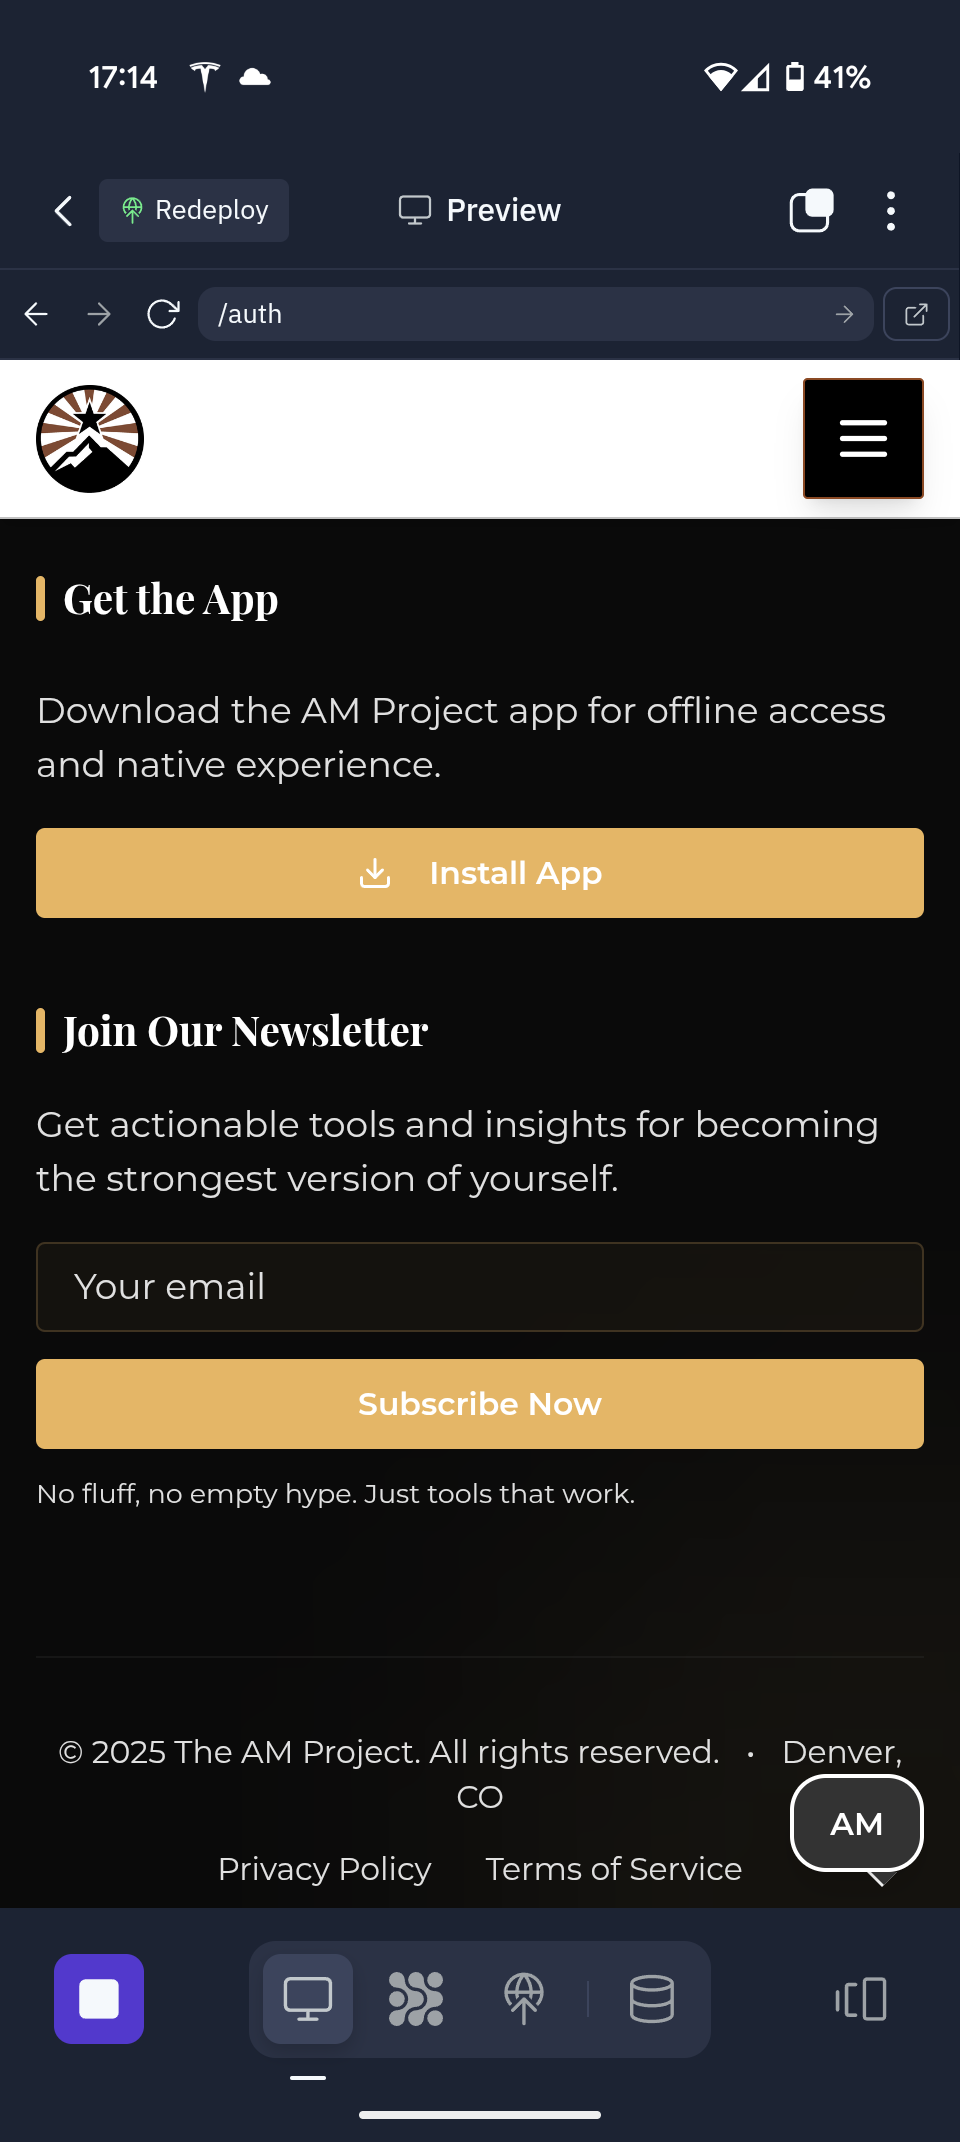 17:14
41%
Redeploy
Preview
/auth
Get the App
Download the AM Project app for offline access
and native experience.
Install App
Join Our Newsletter
Get actionable tools and insights for becoming
the strongest version of yourself.
Your email
Subscribe Now
No fluff, no empty hype. Just tools that work.
© 2025 The AM Project. All rights reserved. • Denver,
CO
AM
Privacy Policy Terms of Service